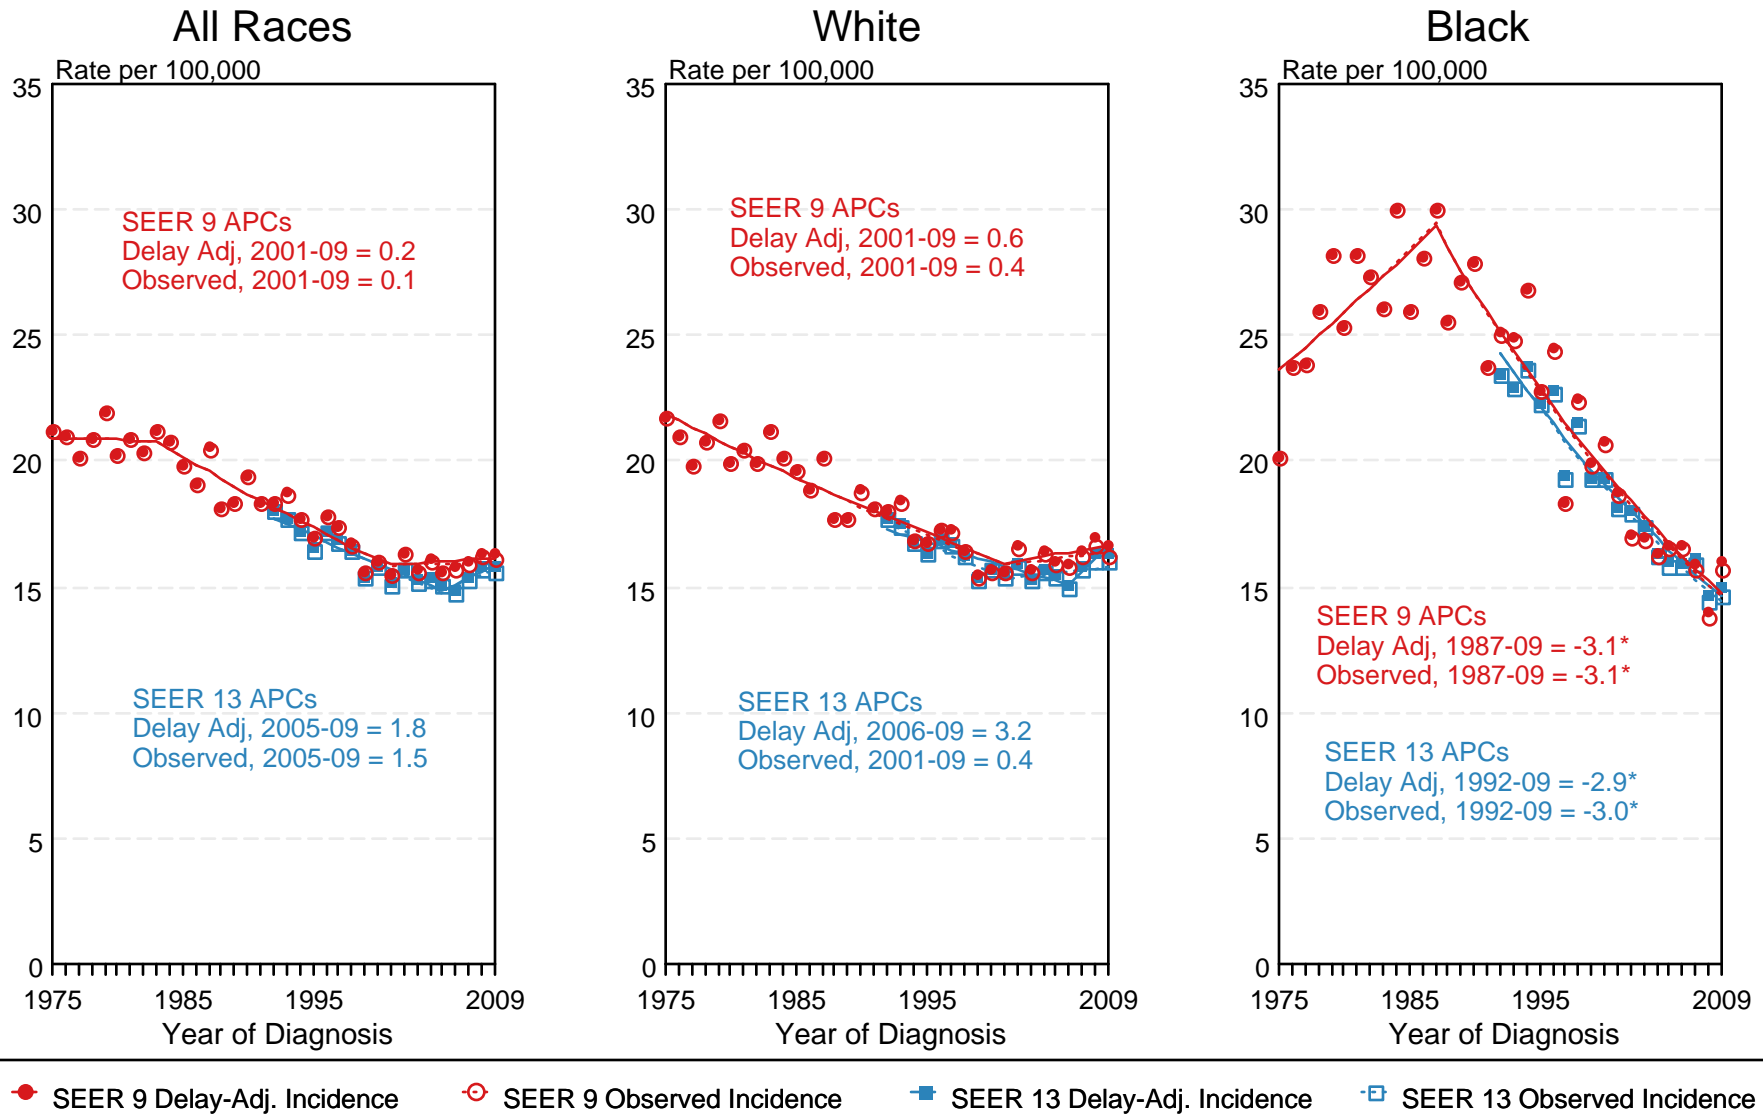 All Races
White
Black
Rate per 100,000
Rate per 100,000
Rate per 100,000
35
30
25
20
15
10
5
0
SEER 9 APCs
Delay Adj, 2001-09 = 0.2
Observed, 2001-09 = 0.1
SEER 13 APCs
Delay Adj, 2005-09 = 1.8
Observed, 2005-09 = 1.5
1975 1985 1995 2009
Year of Diagnosis
35
30
25
20
15
10
5
0
SEER 9 APCs
Delay Adj, 2001-09 = 0.6
Observed, 2001-09 = 0.4
SEER 13 APCs
Delay Adj, 2006-09 = 3.2
Observed, 2001-09 = 0.4
1975 1985 1995 2009
Year of Diagnosis
35
30
25
20
15
10
5
0
SEER 9 APCs
Delay Adj, 1987-09 = -3.1*
Observed, 1987-09 = -3.1*
SEER 13 APCs
Delay Adj, 1992-09 = -2.9*
Observed, 1992-09 = -3.0*
1975 1985 1995 2009
Year of Diagnosis
SEER 9 Delay-Adj. Incidence
SEER 9 Observed Incidence
SEER 13 Delay-Adj. Incidence
SEER 13 Observed Incidence